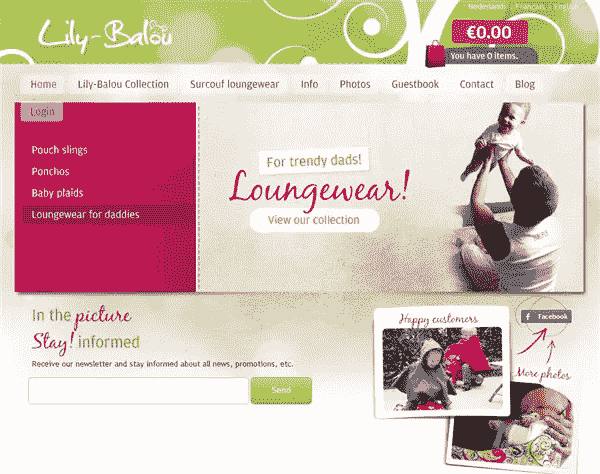 Nederlands Français English
Lily-Balou
€0.00
You have 0 items.
Home Lily-Balou Collection Surcouf loungewear Info Photos Guestbook Contact Blog
Login
Pouch slings
Ponchos
Baby plaids
Loungewear for daddies
For trendy dads!
Loungewear!
View our collection
In the picture
Stay! informed
Receive our newsletter and stay informed about all news, promotions, etc.
Send
Happy customers
Facebook
More photos